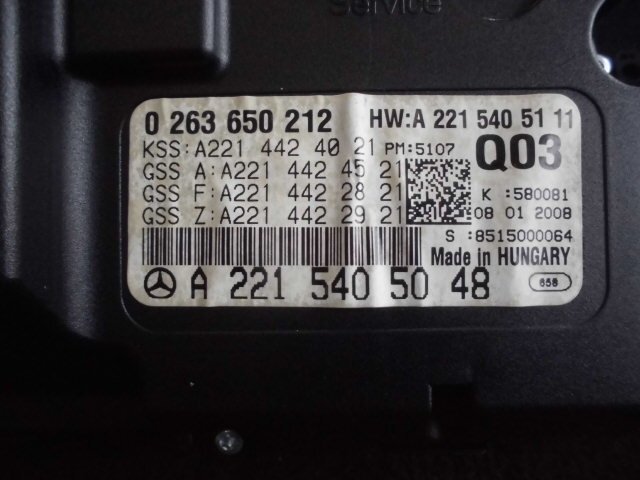 Service
0 263 650 212 HW:A 221 540 51 11
KSS:A221 442 40 21 PM:5107 Q03
GSS A:A221 442 45 21
GSS F:A221 442 28 21 K :580081
GSS Z:A221 442 29 21 08 01 2008
S :8515000064
Made in HUNGARY
A 221 540 50 48 658